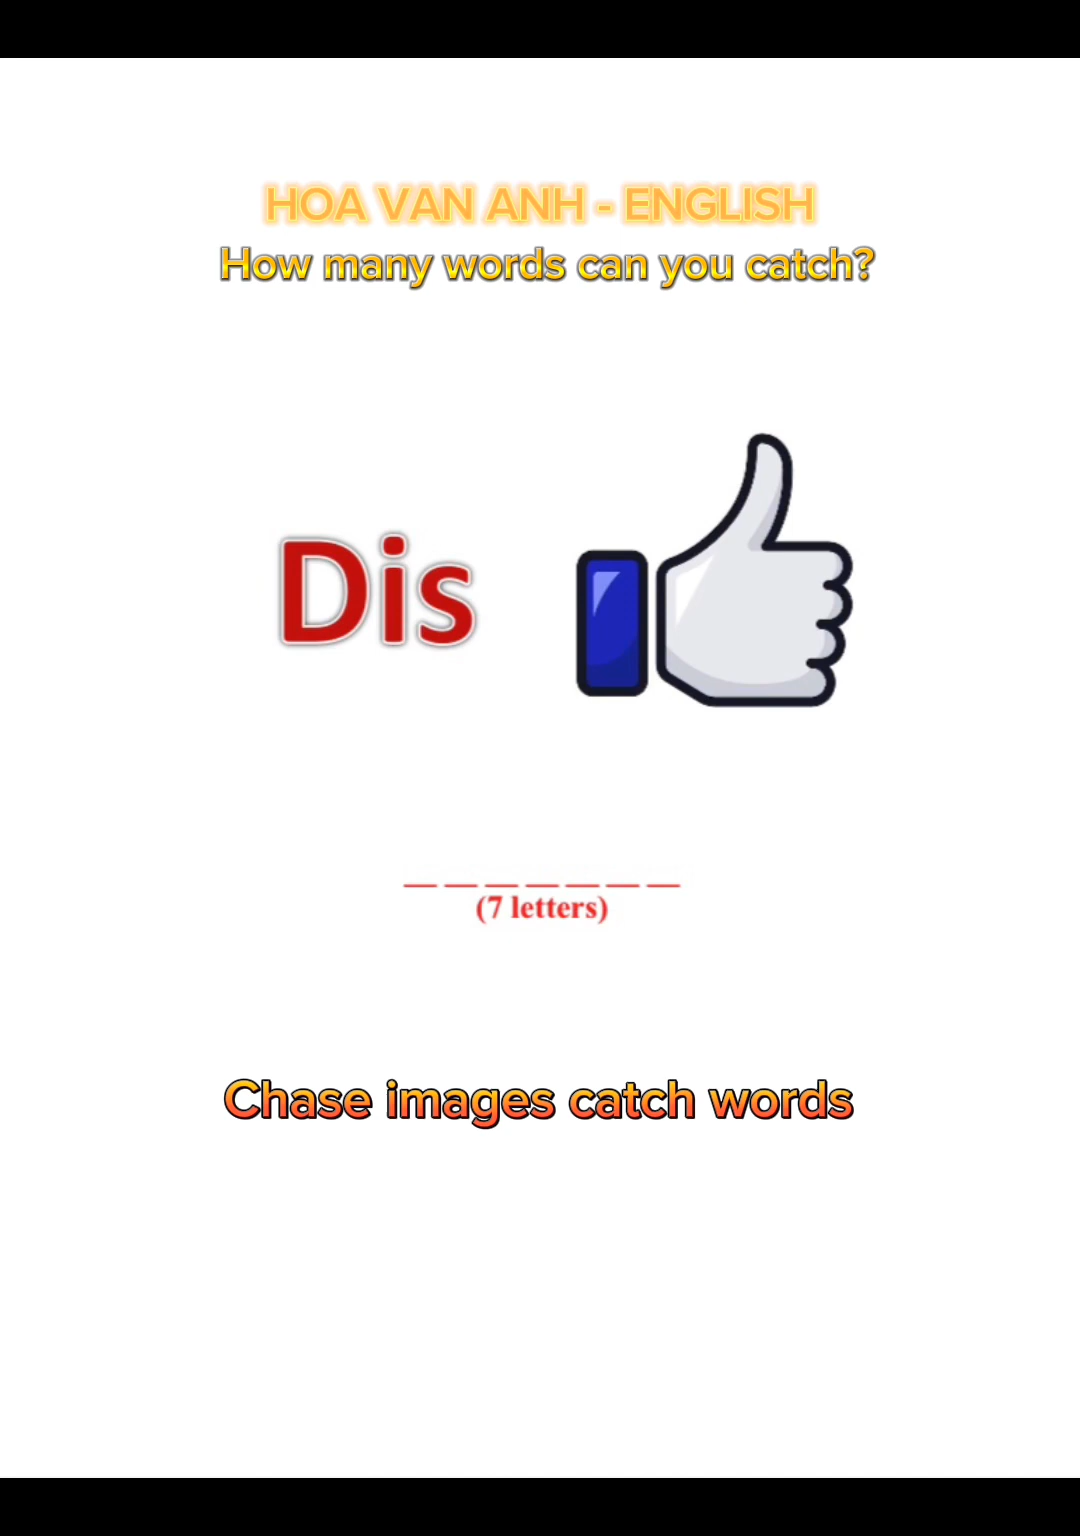 HOA VAN ANH - ENGLISH
How many words can you catch?
Dis
_ _ _ _ _ _ _
(7 letters)
Chase images catch words